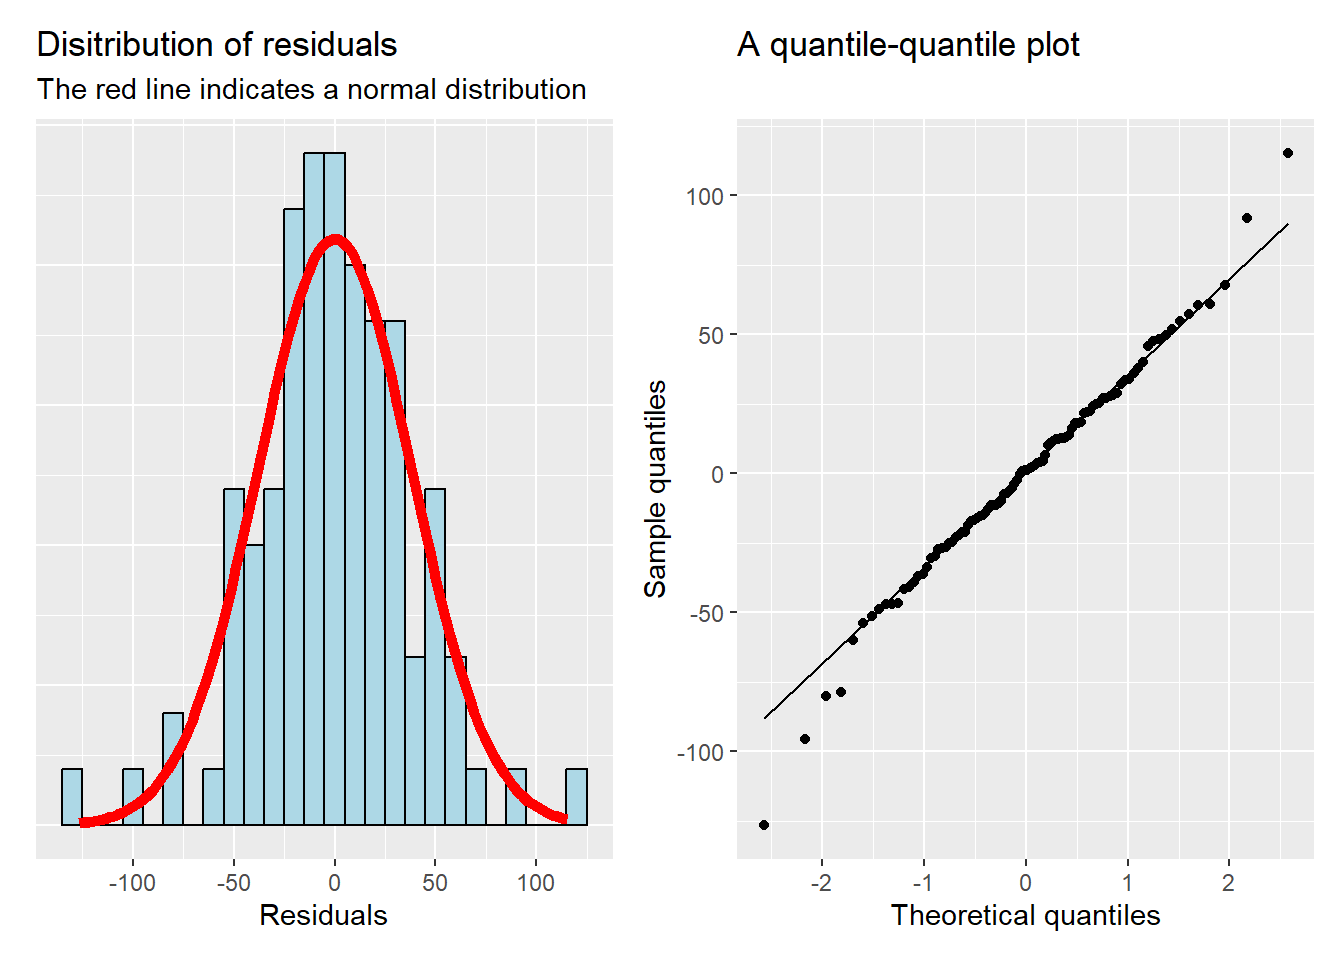 Disitribution of residuals
The red line indicates a normal distribution
-100 -50 0 50 100
Residuals
A quantile-quantile plot
100
50
0
-50
-100
Sample quantiles
-2 -1 0 1 2
Theoretical quantiles